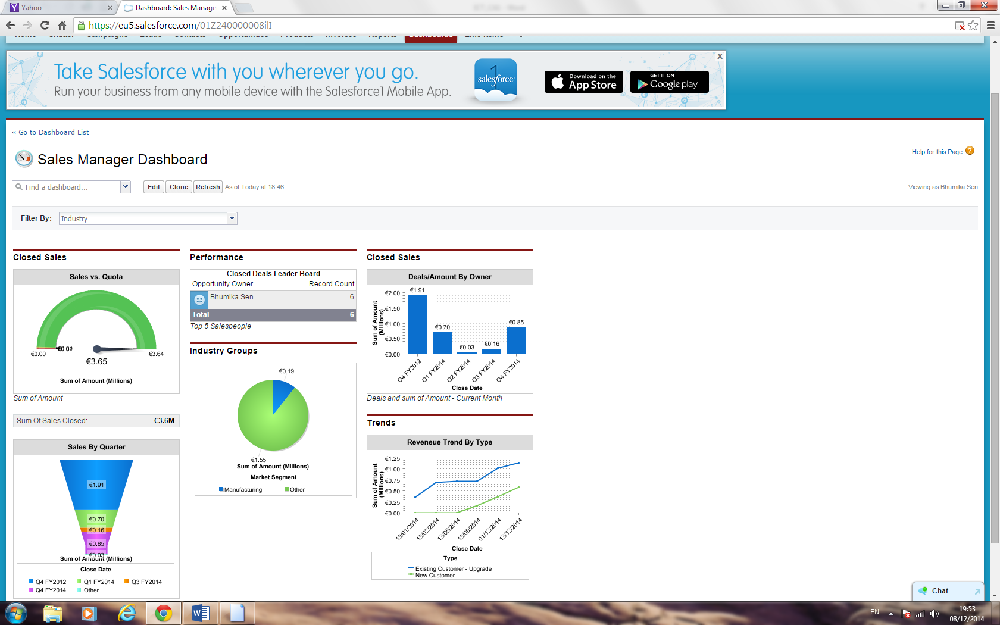 Yahoo
Dashboard: Sales Manage
https://eu5.salesforce.com/01Z240000008ilI
Take Salesforce with you wherever you go.
Run your business from any mobile device with the Salesforce1 Mobile App.
1
salesforce
Download on the
App Store
GET IT ON
Google play
X
« Go to Dashboard List
Sales Manager Dashboard
Help for this Page ?
Find a dashboard...
Edit Clone Refresh As of Today at 18:46
Viewing as Bhumika Sen
Filter By: Industry
Closed Sales
Sales vs. Quota
€0.00
€3.64
€3.65
Sum of Amount (Millions)
Sum of Amount
Sum Of Sales Closed: €3.6M
Sales By Quarter
€1.91
€0.70
€0.16
€0.85
€0.03
Sum of Amount (Millions)
Close Date
Q4 FY2012 Q1 FY2014 Q3 FY2014
Q4 FY2014 Other
Performance
Closed Deals Leader Board
Opportunity Owner Record Count
Bhumika Sen 6
Total 6
Top 5 Salespeople
Industry Groups
€0.19
€1.55
Sum of Amount (Millions)
Market Segment
Manufacturing Other
Closed Sales
Deals/Amount By Owner
Sum of Amount
(Millions)
€2.00
€1.50
€1.00
€0.50
€0.00
€1.91
€0.70
€0.03
€0.16
€0.85
Q4 FY2012
Q1 FY2014
Q2 FY2014
Q3 FY2014
Q4 FY2014
Close Date
Deals and sum of Amount - Current Month
Trends
Reveneue Trend By Type
Sum of Amount
(Millions)
€1.25
€1.00
€0.75
€0.50
€0.25
€0.00
13/01/2014
13/02/2014
13/05/2014
13/09/2014
01/12/2014
13/12/2014
Close Date
Type
Existing Customer - Upgrade
New Customer
Chat
EN
19:53
08/12/2014